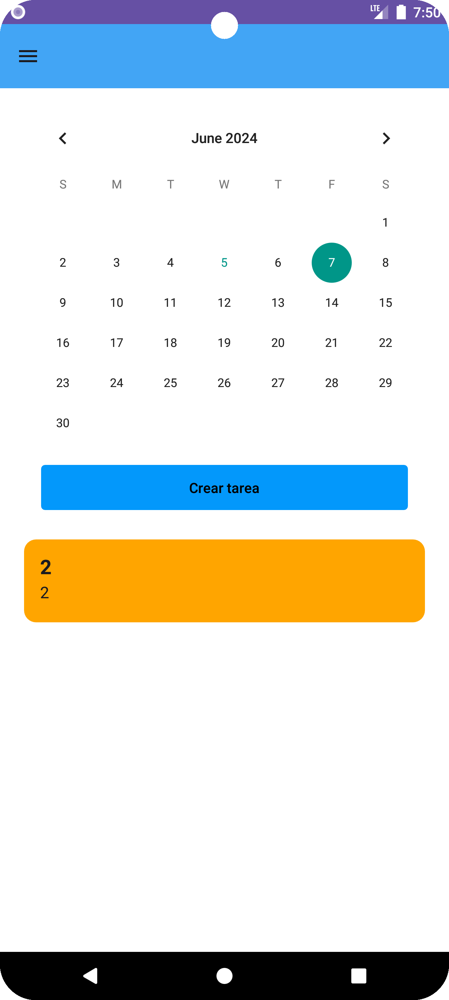 LTE 7:50
June 2024
S M T W T F S
1
2 3 4 5 6 7 8
9 10 11 12 13 14 15
16 17 18 19 20 21 22
23 24 25 26 27 28 29
30
Crear tarea
2
2